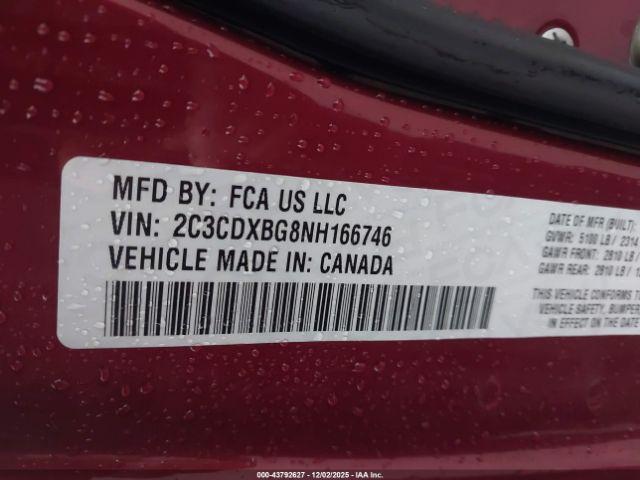 MFD BY: FCA US LLC
VIN: 2C3CDXBG8NH166746
VEHICLE MADE IN: CANADA
DATE OF MFR (BUILT):
GVWR: 5100 LB / 2314
GAWR FRONT: 2810 LB /
GAWR REAR: 2810 LB /
THIS VEHICLE CONFORMS
VEHICLE SAFETY, BUMPER
IN EFFECT ON THE DATE
000-43792627 - 12/02/2025 - IAA, Inc.